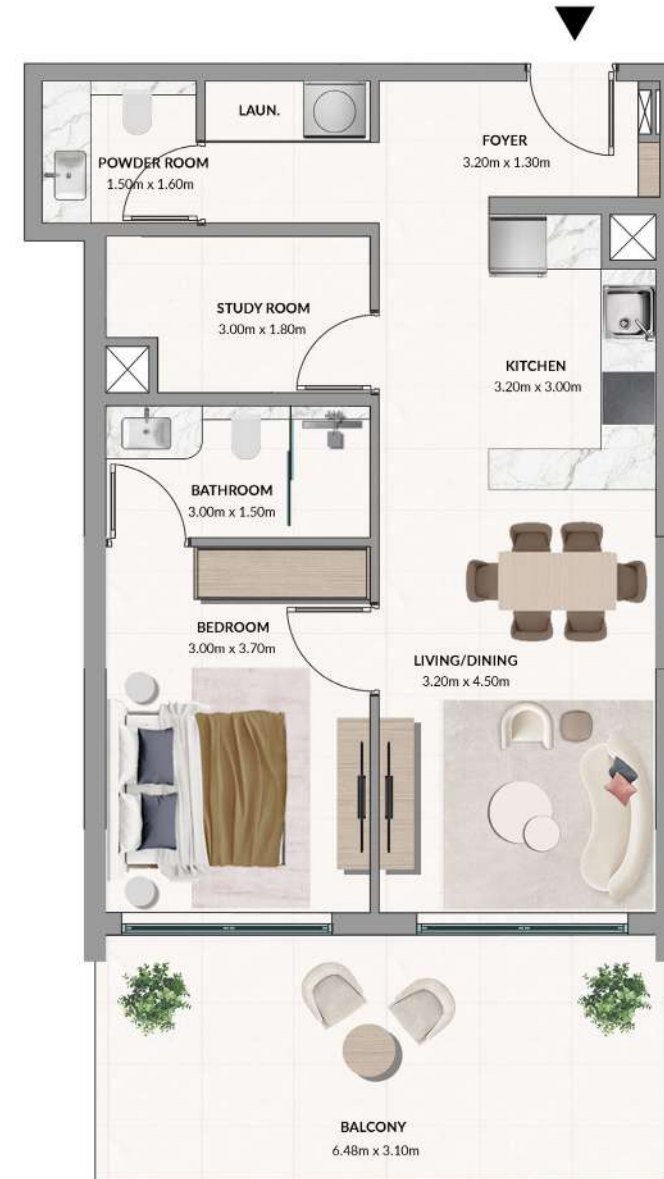 LAUN.
FOYER
3.20m x 1.30m
POWDER ROOM
1.50m x 1.60m
STUDY ROOM
3.00m x 1.80m
KITCHEN
3.20m x 3.00m
BATHROOM
3.00m x 1.50m
BEDROOM
3.00m x 3.70m
LIVING/DINING
3.20m x 4.50m
BALCONY
6.48m x 3.10m